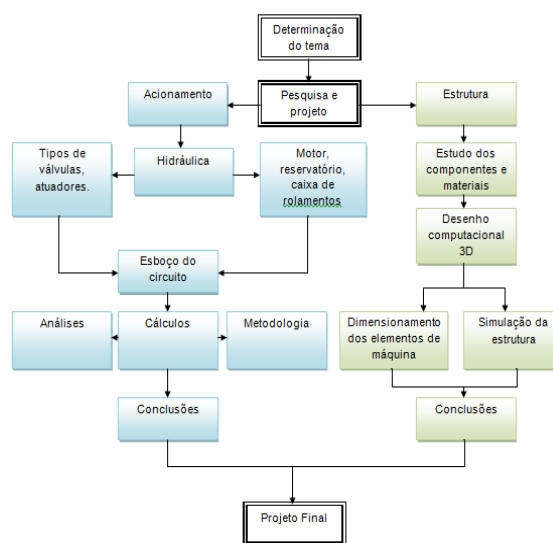 Determinação
do tema
Acionamento
Pesquisa e
projeto
Estrutura
Tipos de
válvulas,
atuadores.
Hidráulica
Motor,
reservatório,
caixa de
rolamentos
Estudo dos
componentes e
materiais
Desenho
computacional
3D
Esboço do
circuito
Análises
Cálculos
Metodologia
Dimensionamento
dos elementos de
máquina
Simulação da
estrutura
Conclusões
Conclusões
Projeto Final